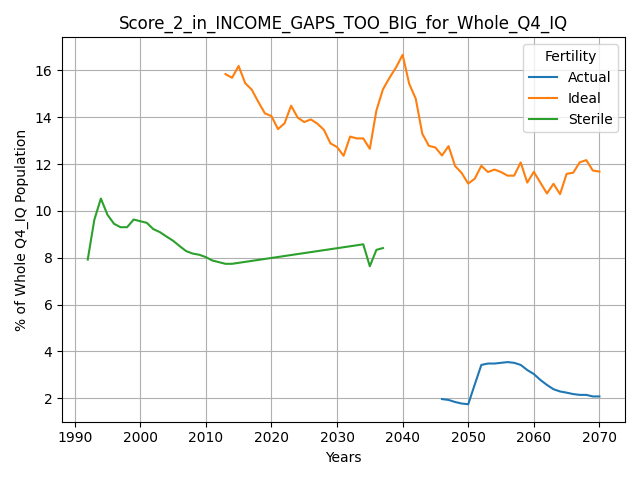 Score_2_in_INCOME_GAPS_TOO_BIG_for_Whole_Q4_IQ
Fertility
Actual
Ideal
Sterile
% of Whole Q4_IQ Population
16
14
12
10
8
6
4
2
1990 2000 2010 2020 2030 2040 2050 2060 2070
Years